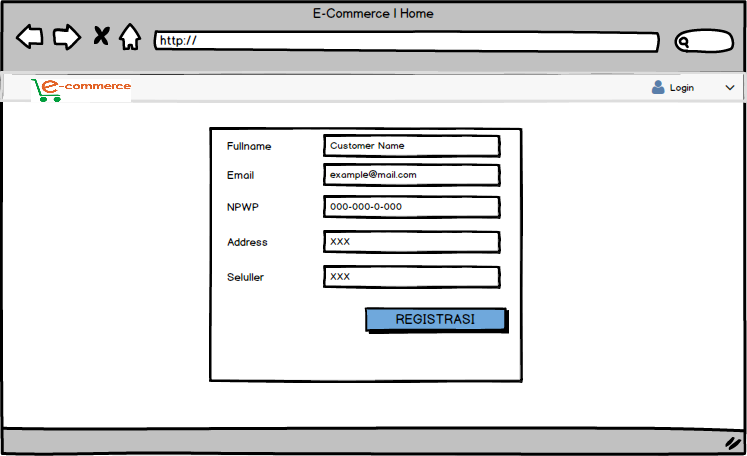 E-Commerce | Home
http://
e-commerce
Login
Fullname
Customer Name
Email
example@mail.com
NPWP
000-000-0-000
Address
XXX
Seluller
XXX
REGISTRASI